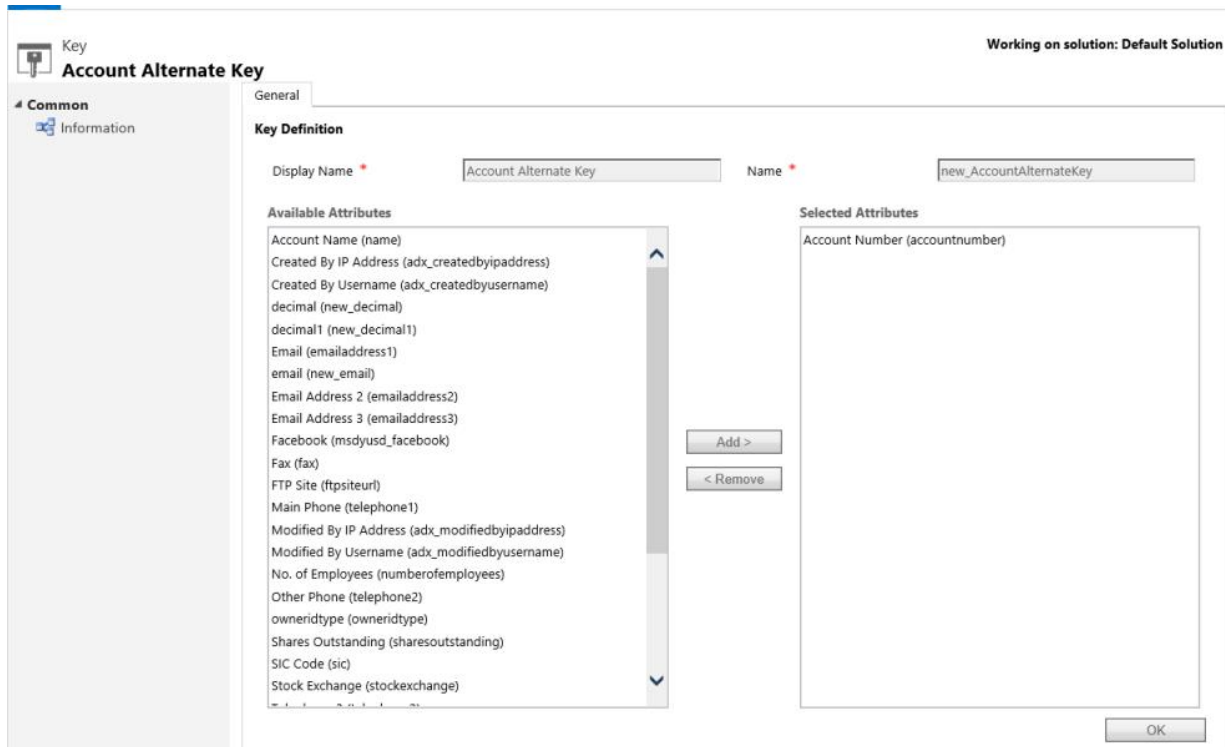 Key
Account Alternate Key
Working on solution: Default Solution
Common
Information
General
Key Definition
Display Name * Account Alternate Key Name * new_AccountAlternateKey
Available Attributes
Account Name (name)
Created By IP Address (adx_createdbyipaddress)
Created By Username (adx_createdbyusername)
decimal (new_decimal)
decimal1 (new_decimal1)
Email (emailaddress1)
email (new_email)
Email Address 2 (emailaddress2)
Email Address 3 (emailaddress3)
Facebook (msdyusd_facebook)
Fax (fax)
FTP Site (ftpsiteurl)
Main Phone (telephone1)
Modified By IP Address (adx_modifiedbyipaddress)
Modified By Username (adx_modifiedbyusername)
No. of Employees (numberofemployees)
Other Phone (telephone2)
owneridtype (owneridtype)
Shares Outstanding (sharesoutstanding)
SIC Code (sic)
Stock Exchange (stockexchange)
Add >
< Remove
Selected Attributes
Account Number (accountnumber)
OK